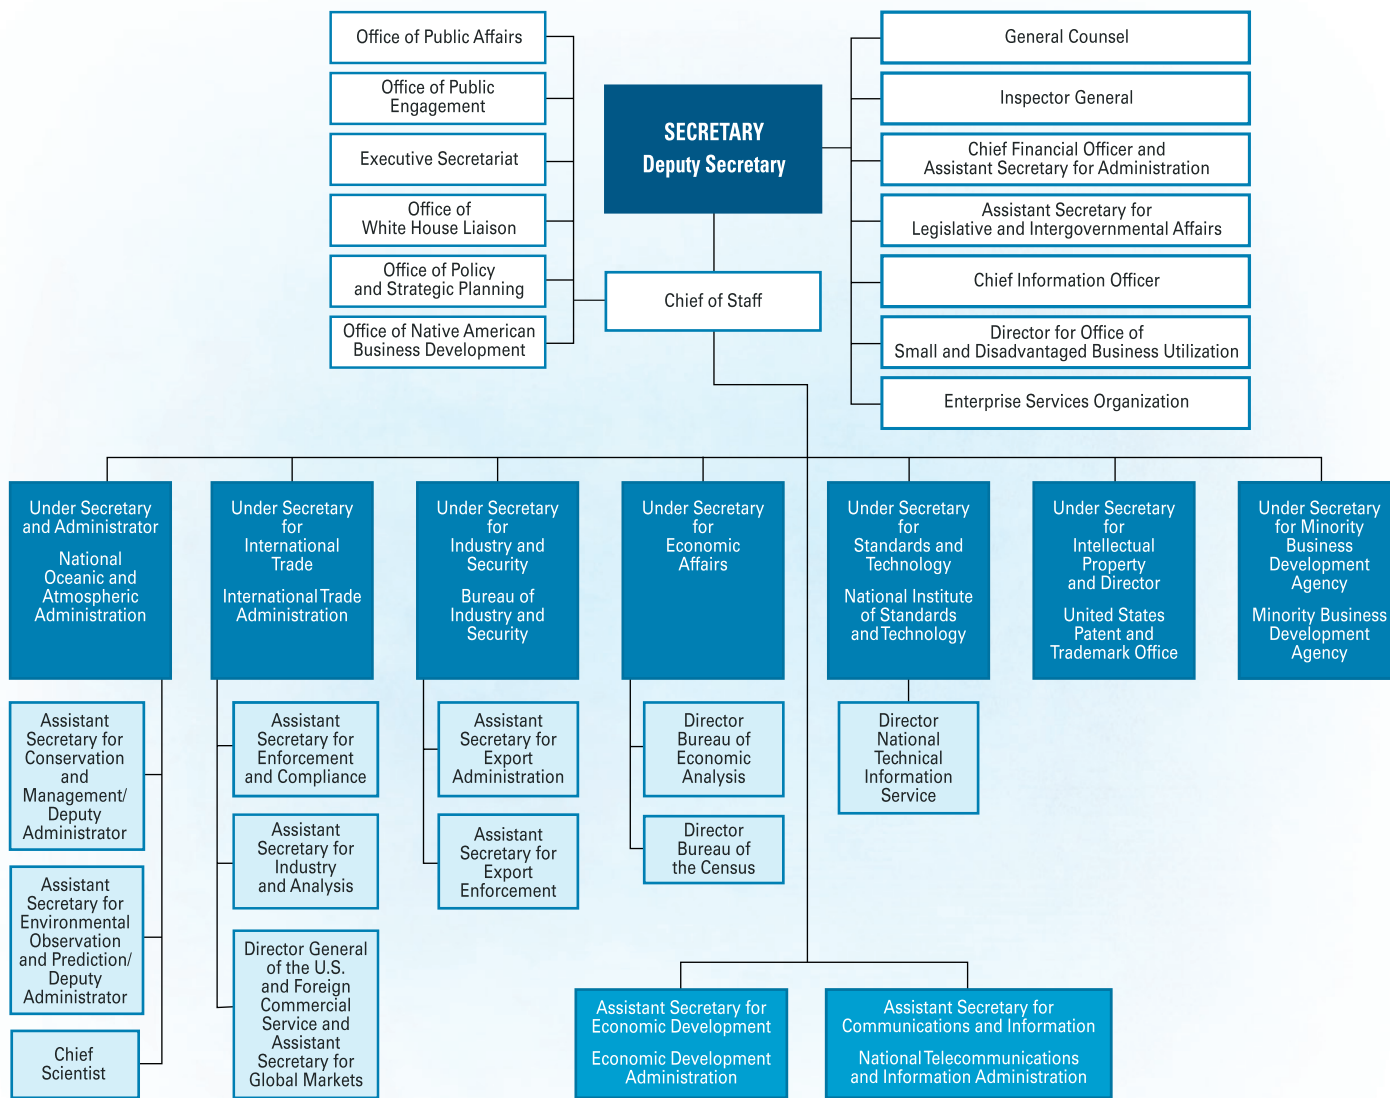 Office of Public Affairs
Office of Public
Engagement
Executive Secretariat
Office of
White House Liaison
Office of Policy
and Strategic Planning
Office of Native American
Business Development
SECRETARY
Deputy Secretary
Chief of Staff
General Counsel
Inspector General
Chief Financial Officer and
Assistant Secretary for Administration
Assistant Secretary for
Legislative and Intergovernmental Affairs
Chief Information Officer
Director for Office of
Small and Disadvantaged Business Utilization
Enterprise Services Organization
Under Secretary
and Administrator
National
Oceanic and
Atmospheric
Administration
Under Secretary
for
International
Trade
International Trade
Administration
Under Secretary
for
Industry and
Security
Bureau of
Industry and
Security
Under Secretary
for
Economic
Affairs
Under Secretary
for
Standards and
Technology
National Institute
of Standards
and Technology
Under Secretary
for
Intellectual
Property
and Director
United States
Patent and
Trademark Office
Under Secretary
for Minority
Business
Development
Agency
Minority Business
Development
Agency
Assistant
Secretary for
Conservation
and
Management/
Deputy
Administrator
Assistant
Secretary for
Environmental
Observation
and Prediction/
Deputy
Administrator
Chief
Scientist
Assistant
Secretary for
Enforcement
and Compliance
Assistant
Secretary for
Industry
and Analysis
Director General
of the U.S.
and Foreign
Commercial
Service and
Assistant
Secretary for
Global Markets
Assistant
Secretary for
Export
Administration
Assistant
Secretary for
Export
Enforcement
Director
Bureau of
Economic
Analysis
Director
Bureau of
the Census
Director
National
Technical
Information
Service
Assistant Secretary for
Economic Development
Economic Development
Administration
Assistant Secretary for
Communications and Information
National Telecommunications
and Information Administration